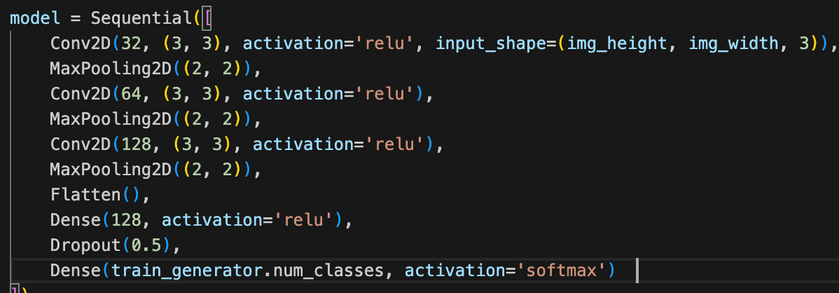 model = Sequential([
    Conv2D(32, (3, 3), activation='relu', input_shape=(img_height, img_width, 3)),
    MaxPooling2D((2, 2)),
    Conv2D(64, (3, 3), activation='relu'),
    MaxPooling2D((2, 2)),
    Conv2D(128, (3, 3), activation='relu'),
    MaxPooling2D((2, 2)),
    Flatten(),
    Dense(128, activation='relu'),
    Dropout(0.5),
    Dense(train_generator.num_classes, activation='softmax')
])